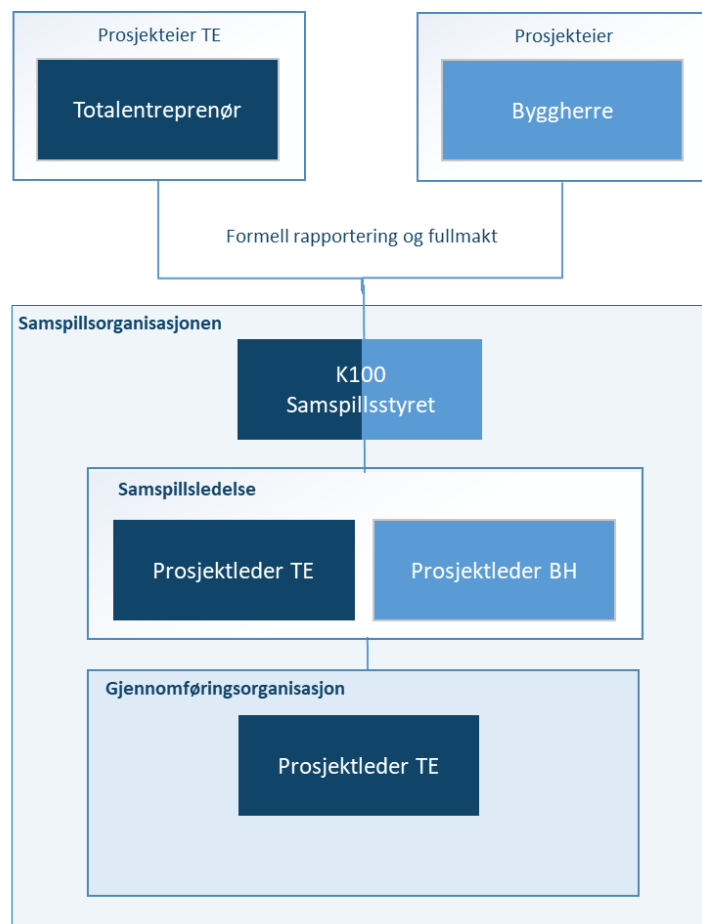 Prosjekteier TE
Totalentreprenør
Prosjekteier
Byggherre
Formell rapportering og fullmakt
Samspillsorganisasjonen
K100
Samspillsstyret
Samspillsledelse
Prosjektleder TE
Prosjektleder BH
Gjennomføringsorganisasjon
Prosjektleder TE